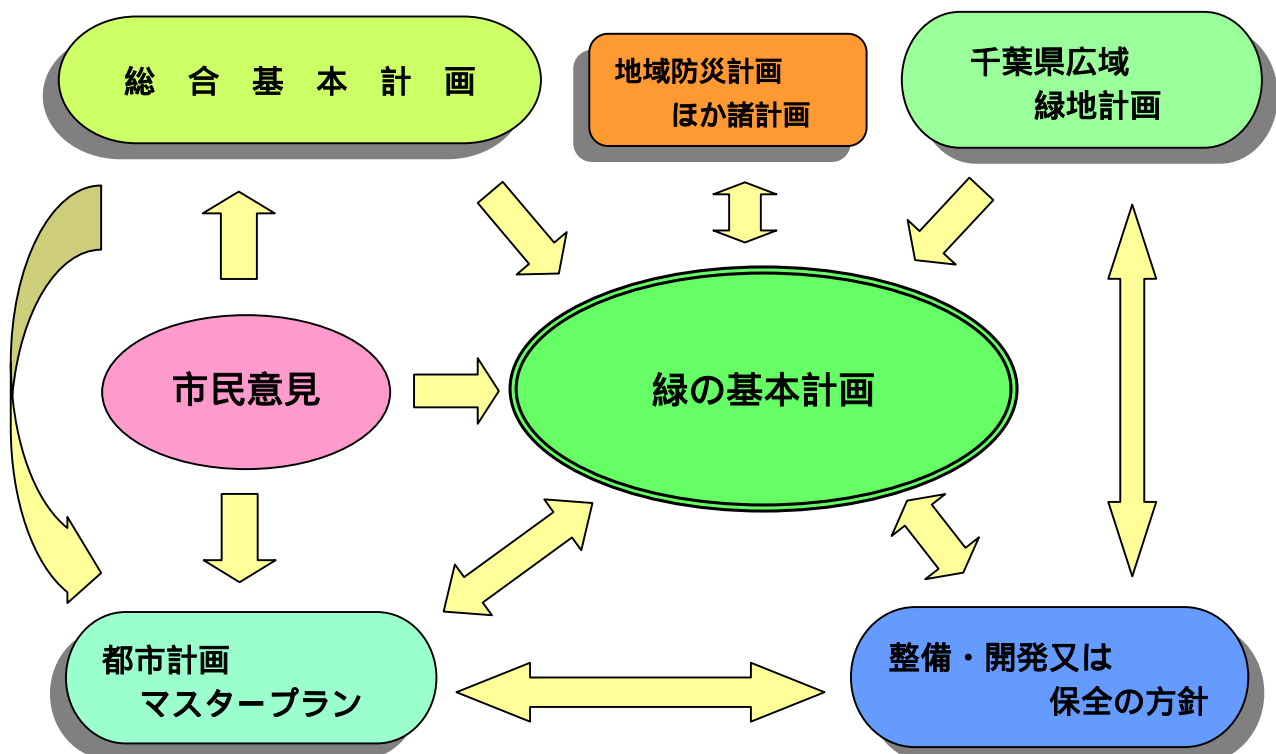 総合基本計画
地域防災計画
ほか諸計画
千葉県広域
緑地計画
市民意見
緑の基本計画
都市計画
マスタープラン
整備・開発又は
保全の方針